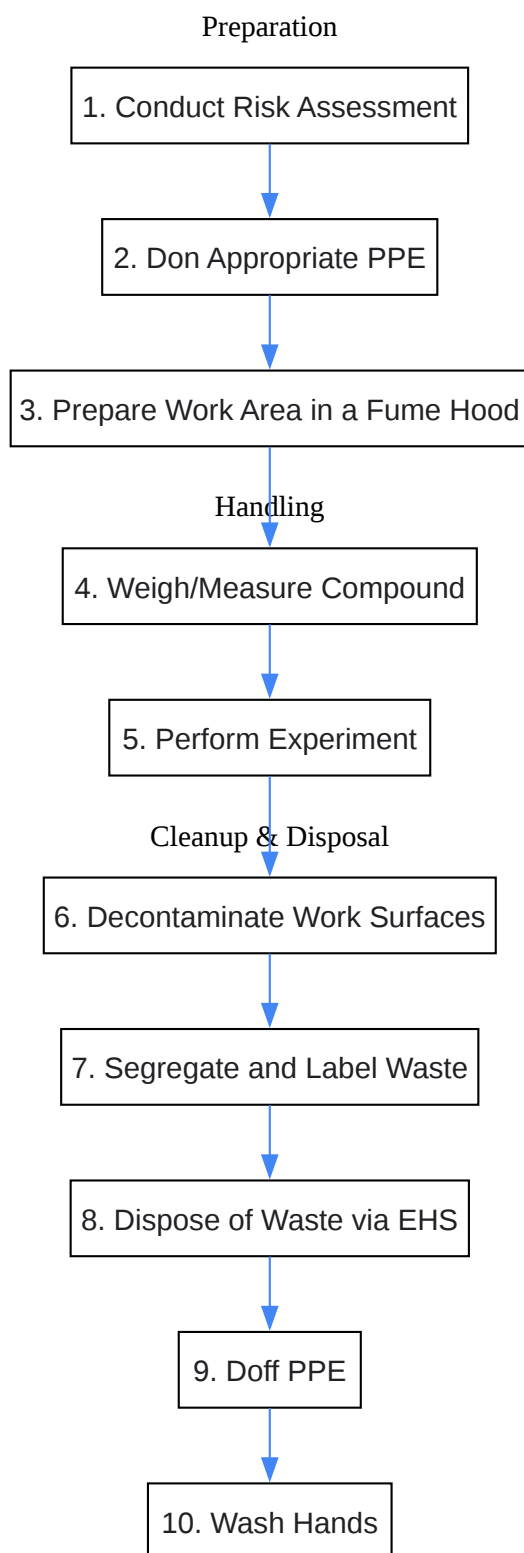 Preparation
1. Conduct Risk Assessment
2. Don Appropriate PPE
3. Prepare Work Area in a Fume Hood
Handling
4. Weigh/Measure Compound
5. Perform Experiment
Cleanup & Disposal
6. Decontaminate Work Surfaces
7. Segregate and Label Waste
8. Dispose of Waste via EHS
9. Doff PPE
10. Wash Hands